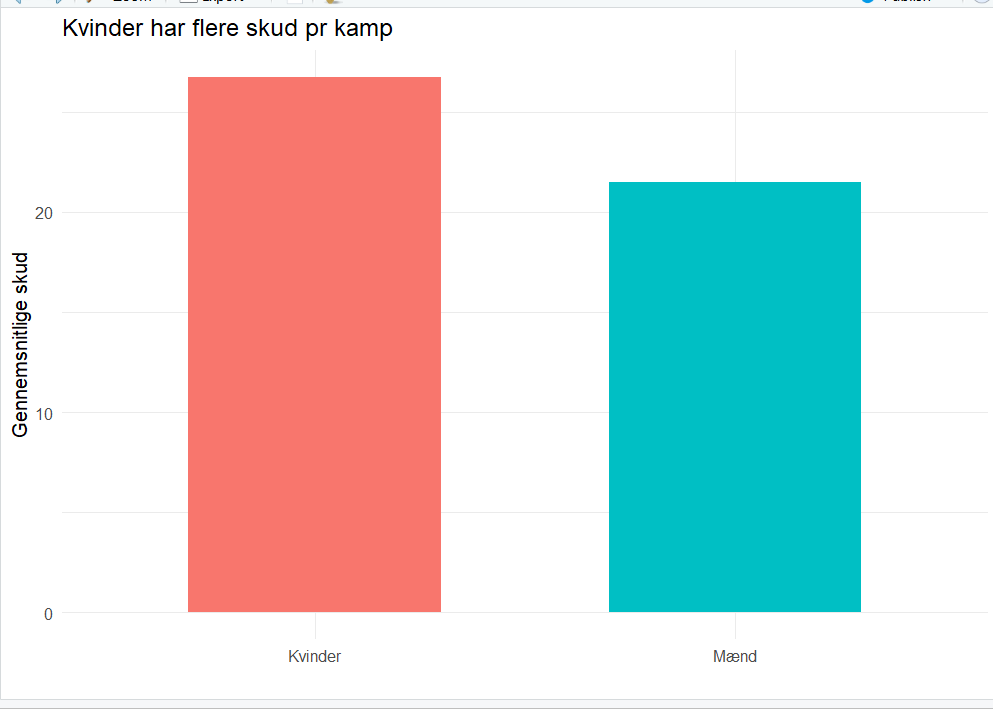 Kvinder har flere skud pr kamp
Gennemsnitlige skud
20
10
0
Kvinder
Mænd